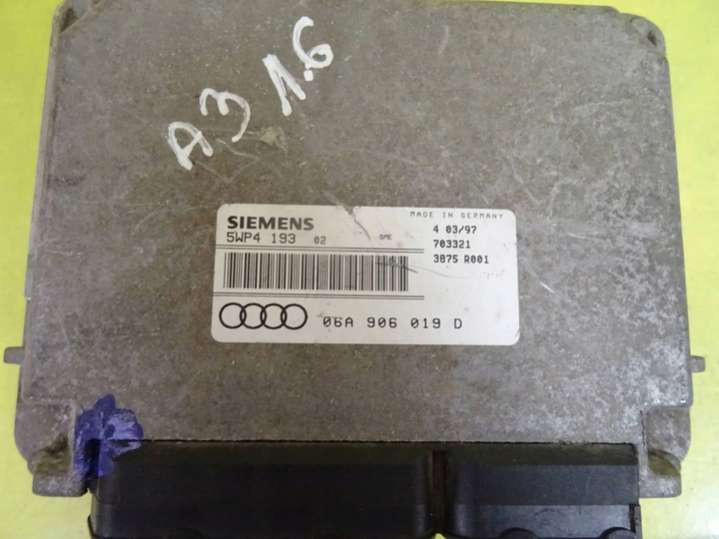 A3 1.6
MADE IN GERMANY
SIEMENS
5WP4 193 02 SME
4 03/97
703321
3875 R001
06A 906 019 D